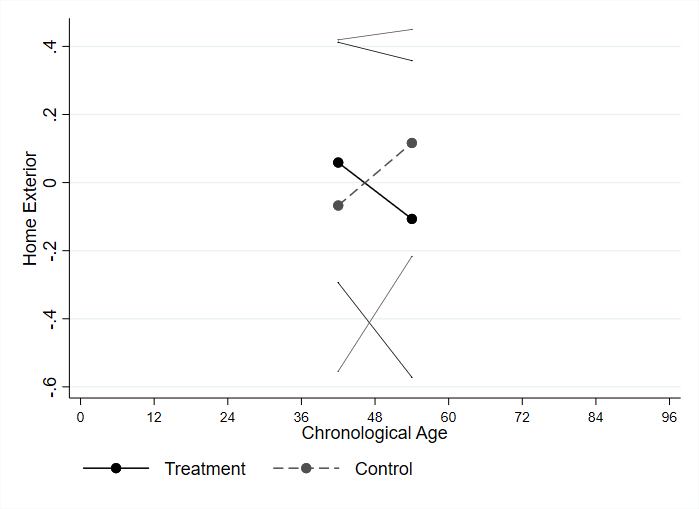 Home Exterior
.4
.2
0
-.2
-.4
-.6
0 12 24 36 48 60 72 84 96
Chronological Age
Treatment Control